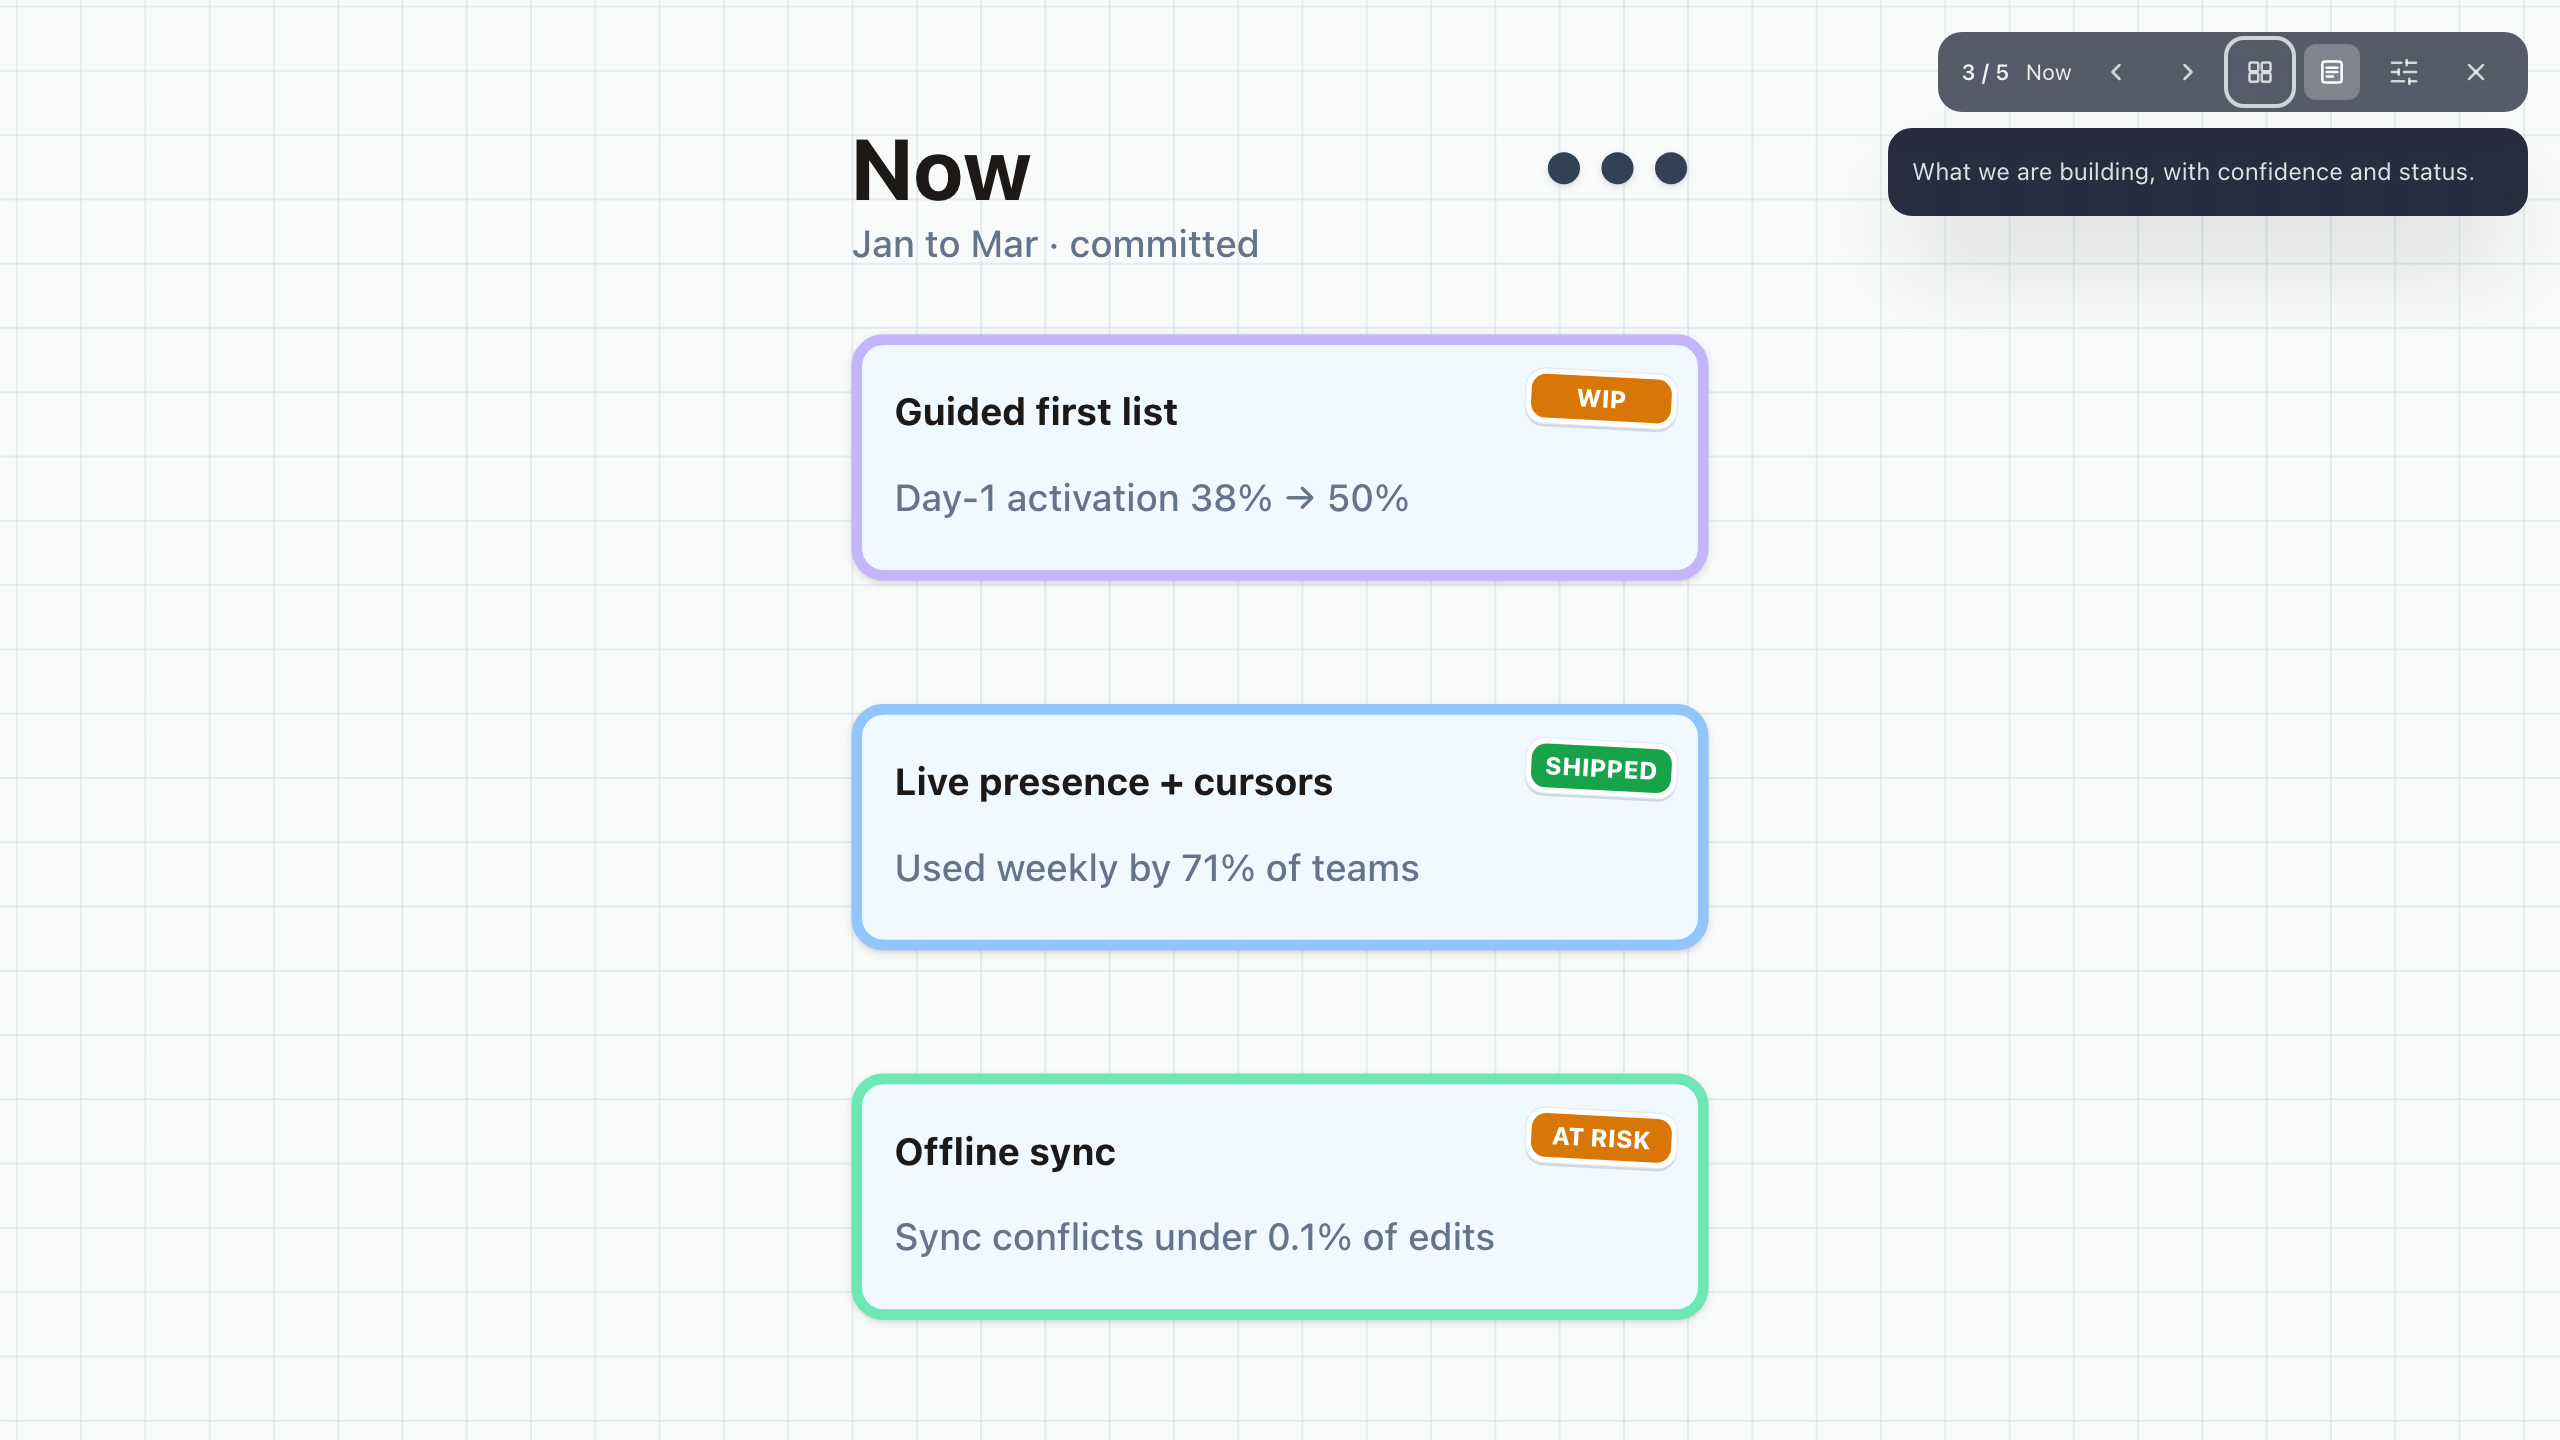 3 / 5 Now
What we are building, with confidence and status.
Now
Jan to Mar · committed
Guided first list
WIP
Day-1 activation 38% → 50%
Live presence + cursors
SHIPPED
Used weekly by 71% of teams
Offline sync
AT RISK
Sync conflicts under 0.1% of edits